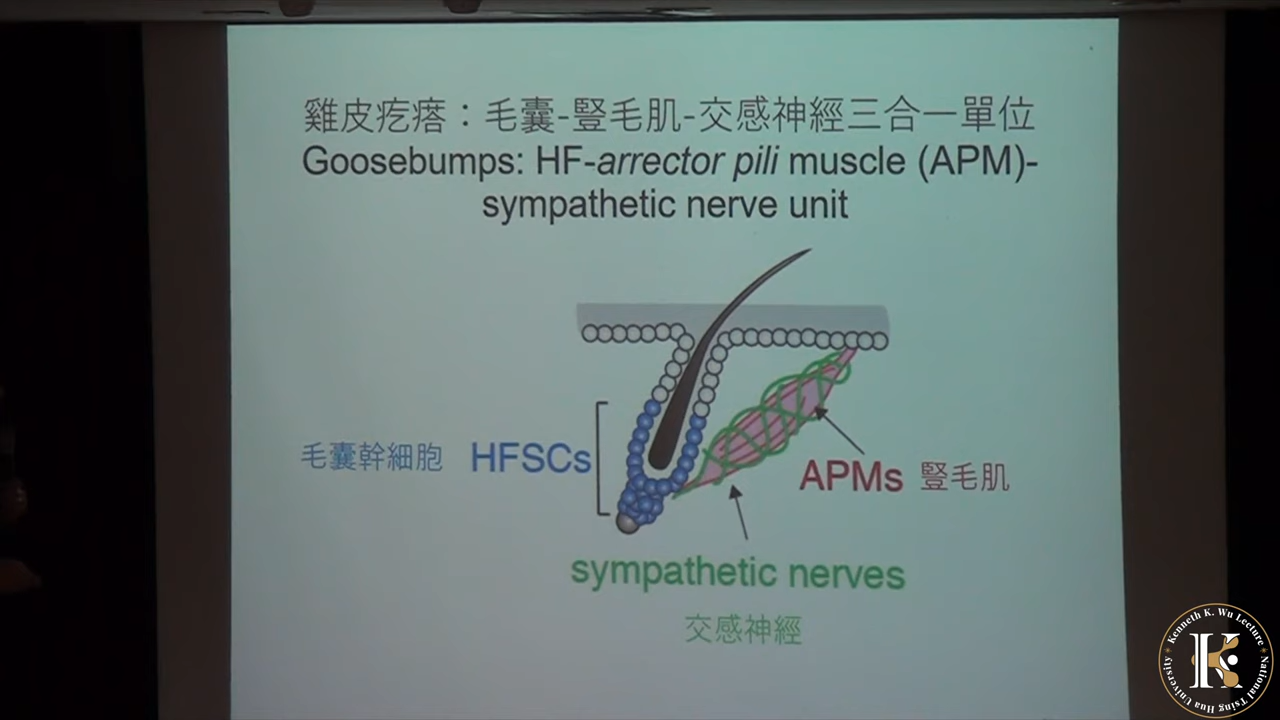 雞皮疙瘩：毛囊-豎毛肌-交感神經三合一單位
Goosebumps: HF-arrector pili muscle (APM)-
sympathetic nerve unit
毛囊幹細胞 HFSCs
APMs 豎毛肌
sympathetic nerves
交感神經
Kenneth K. Wu Lecture
National Tsing Hua University
K